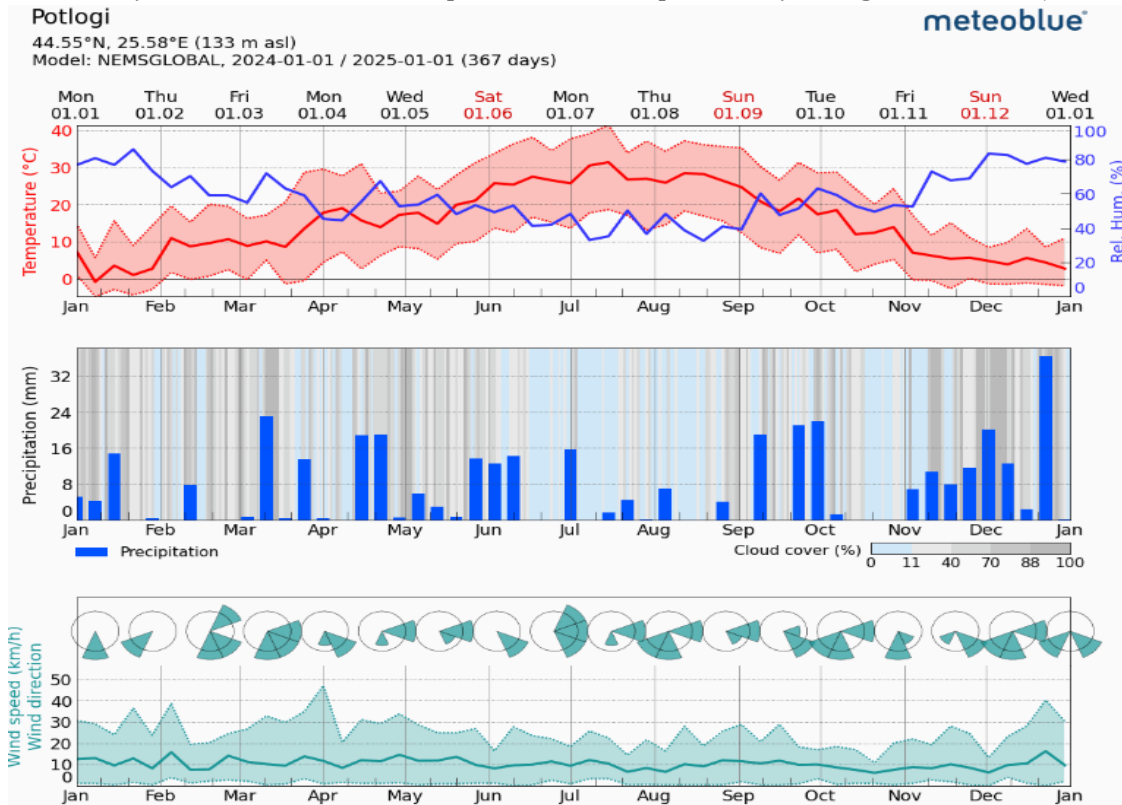 Potlogi
meteoblue
44.55°N, 25.58°E (133 m asl)
Model: NEMSGLOBAL, 2024-01-01 / 2025-01-01 (367 days)
Mon Thu Fri Mon Wed Sat Mon Thu Sun Tue Fri Sun Wed
01.01 01.02 01.03 01.04 01.05 01.06 01.07 01.08 01.09 01.10 01.11 01.12 01.01
Temperature (°C)
40
30
20
10
0
100
80
60
40
20
0
Rel. Hum. (%)
Jan Feb Mar Apr May Jun Jul Aug Sep Oct Nov Dec Jan
Precipitation (mm)
32
24
16
8
0
Jan Feb Mar Apr May Jun Jul Aug Sep Oct Nov Dec Jan
Precipitation
Cloud cover (%)
0 11 40 70 88 100
Wind speed (km/h)
Wind direction
50
40
30
20
10
0
Jan Feb Mar Apr May Jun Jul Aug Sep Oct Nov Dec Jan